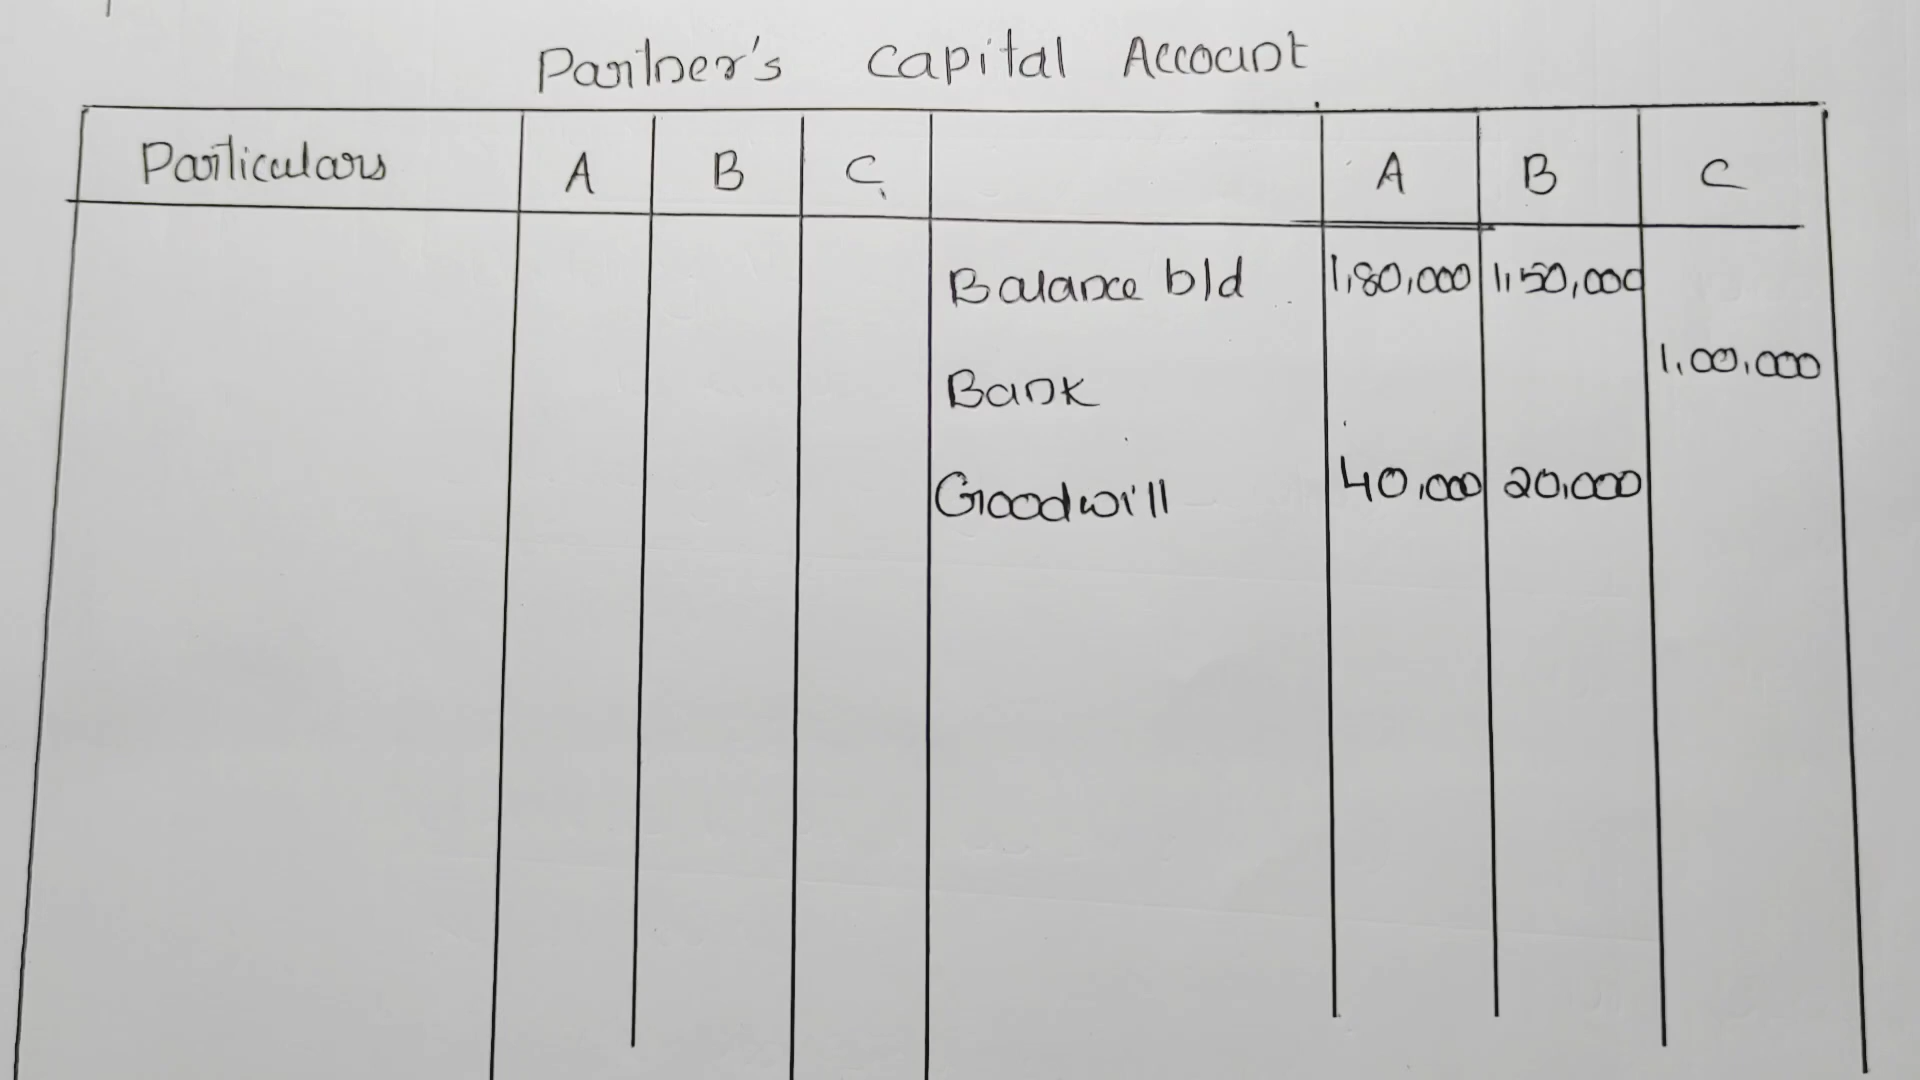 Partner's Capital Account
Particulars A B C A B C
Balance b/d 1,80,000 1,50,000
Bank 1,00,000
Goodwill 40,000 20,000